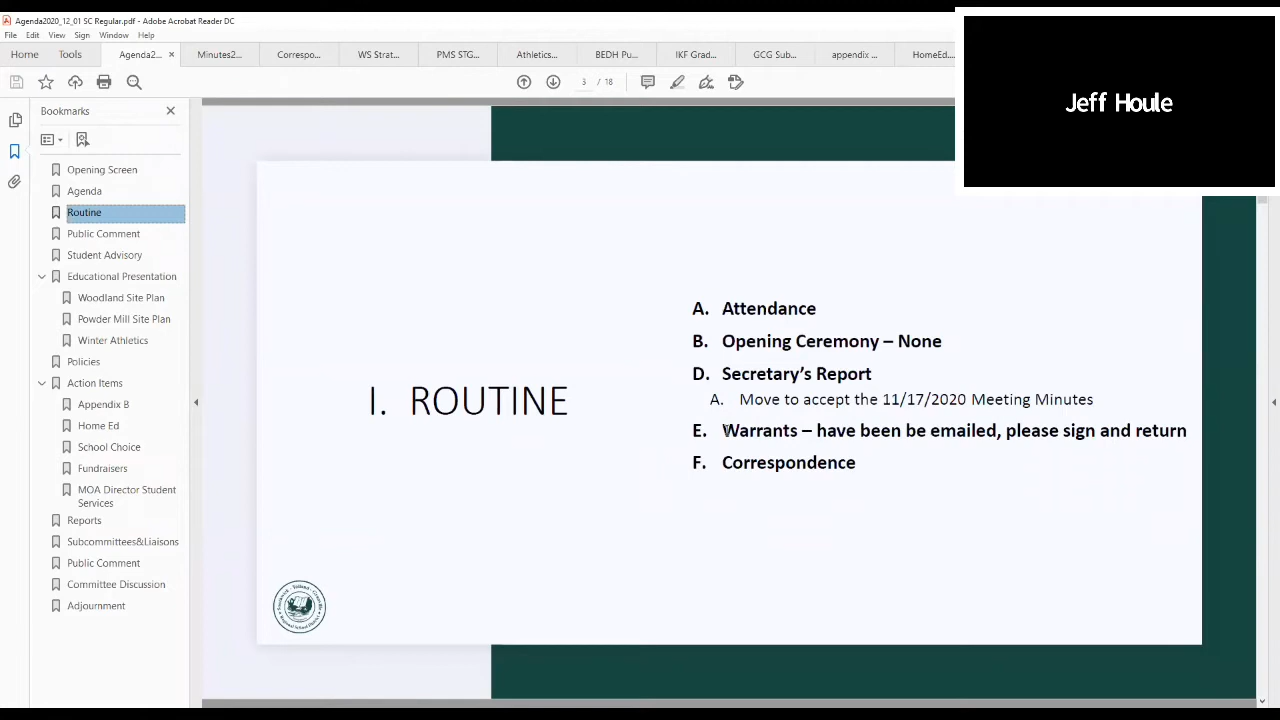 Agenda2020_12_01 SC Regular.pdf - Adobe Acrobat Reader DC
File Edit View Sign Window Help
Home Tools Agenda2... × Minutes2... Correspo... WS Strat... PMS STG... Athletics... BEDH Pu... IKF Grad... GCG Sub... appendix ... HomeEd....
3 / 18
Jeff Houle
Bookmarks
Opening Screen
Agenda
Routine
Public Comment
Student Advisory
Educational Presentation
Woodland Site Plan
Powder Mill Site Plan
Winter Athletics
Policies
Action Items
Appendix B
Home Ed
School Choice
Fundraisers
MOA Director Student
Services
Reports
Subcommittees&Liaisons
Public Comment
Committee Discussion
Adjournment
I. ROUTINE
A. Attendance
B. Opening Ceremony – None
D. Secretary’s Report
A. Move to accept the 11/17/2020 Meeting Minutes
E. Warrants – have been be emailed, please sign and return
F. Correspondence